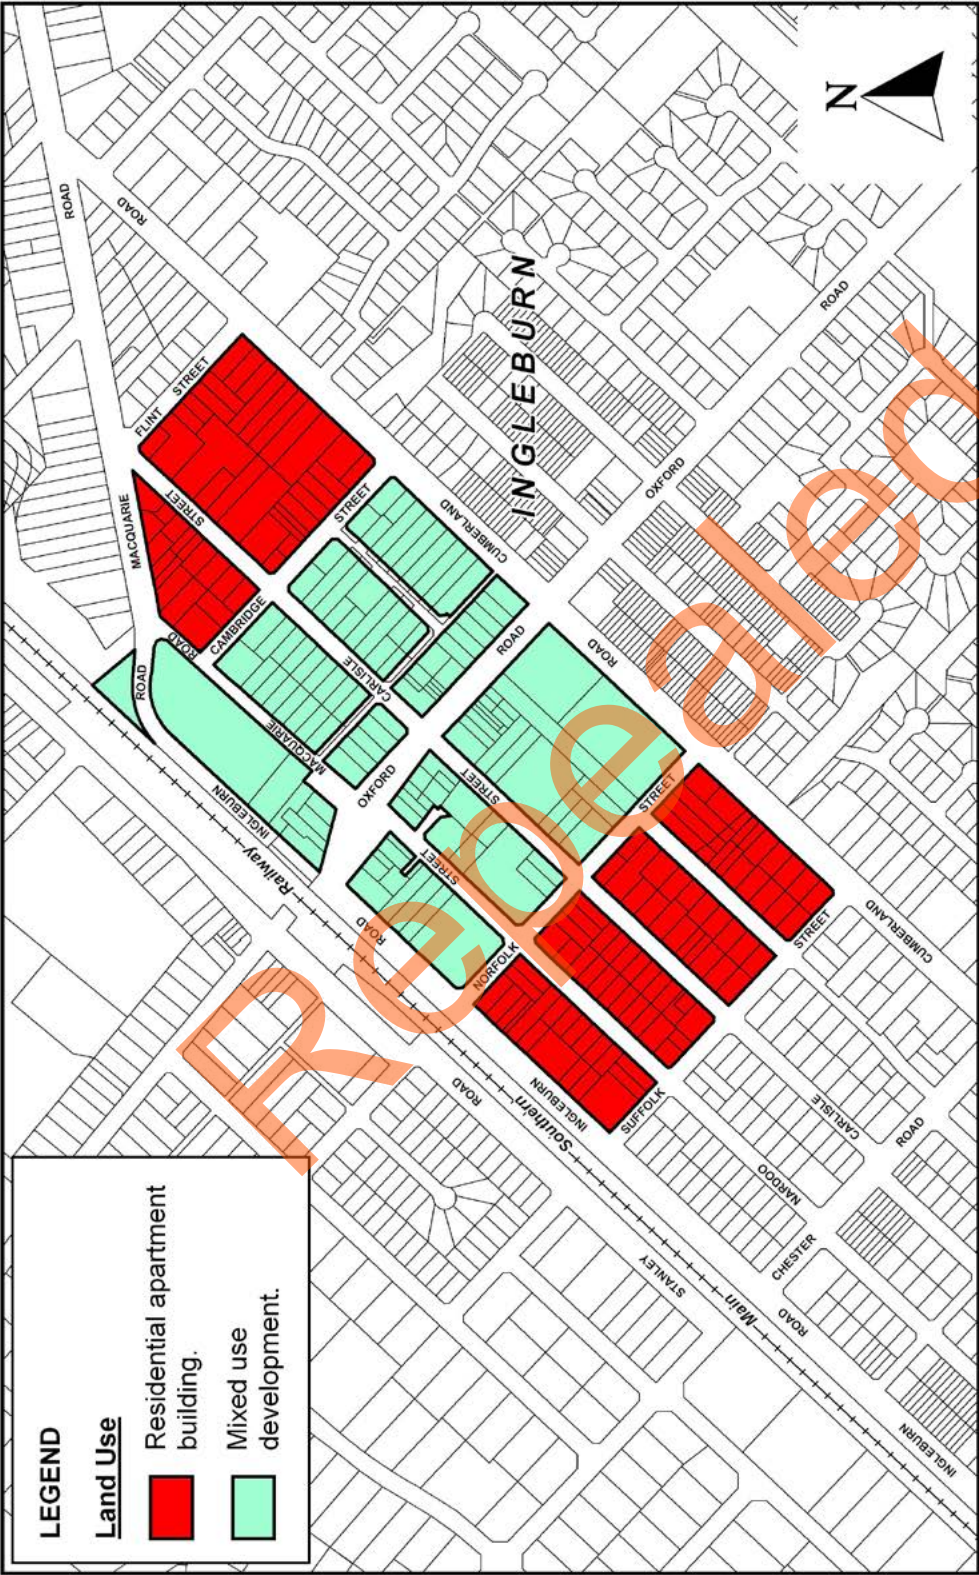 LEGEND
Land Use
Residential apartment
building.
Mixed use
development.
N
INGLEBURN
Repealed
ROAD
ROAD
FLINT STREET
MACQUARIE
ROAD
STREET
ROAD
CAMBRIDGE
STREET
CUMBERLAND
CARLISLE
MACQUARIE
INGLEBURN
Railway
OXFORD
ROAD
OXFORD
ROAD
ROAD
STREET
STREET
STREET
ROAD
NORFOLK
STREET
CUMBERLAND
INGLEBURN
SUFFOLK
Southern
ROAD
CARLISLE
ROAD
NARDOO
CHESTER
STANLEY
Main
ROAD
INGLEBURN